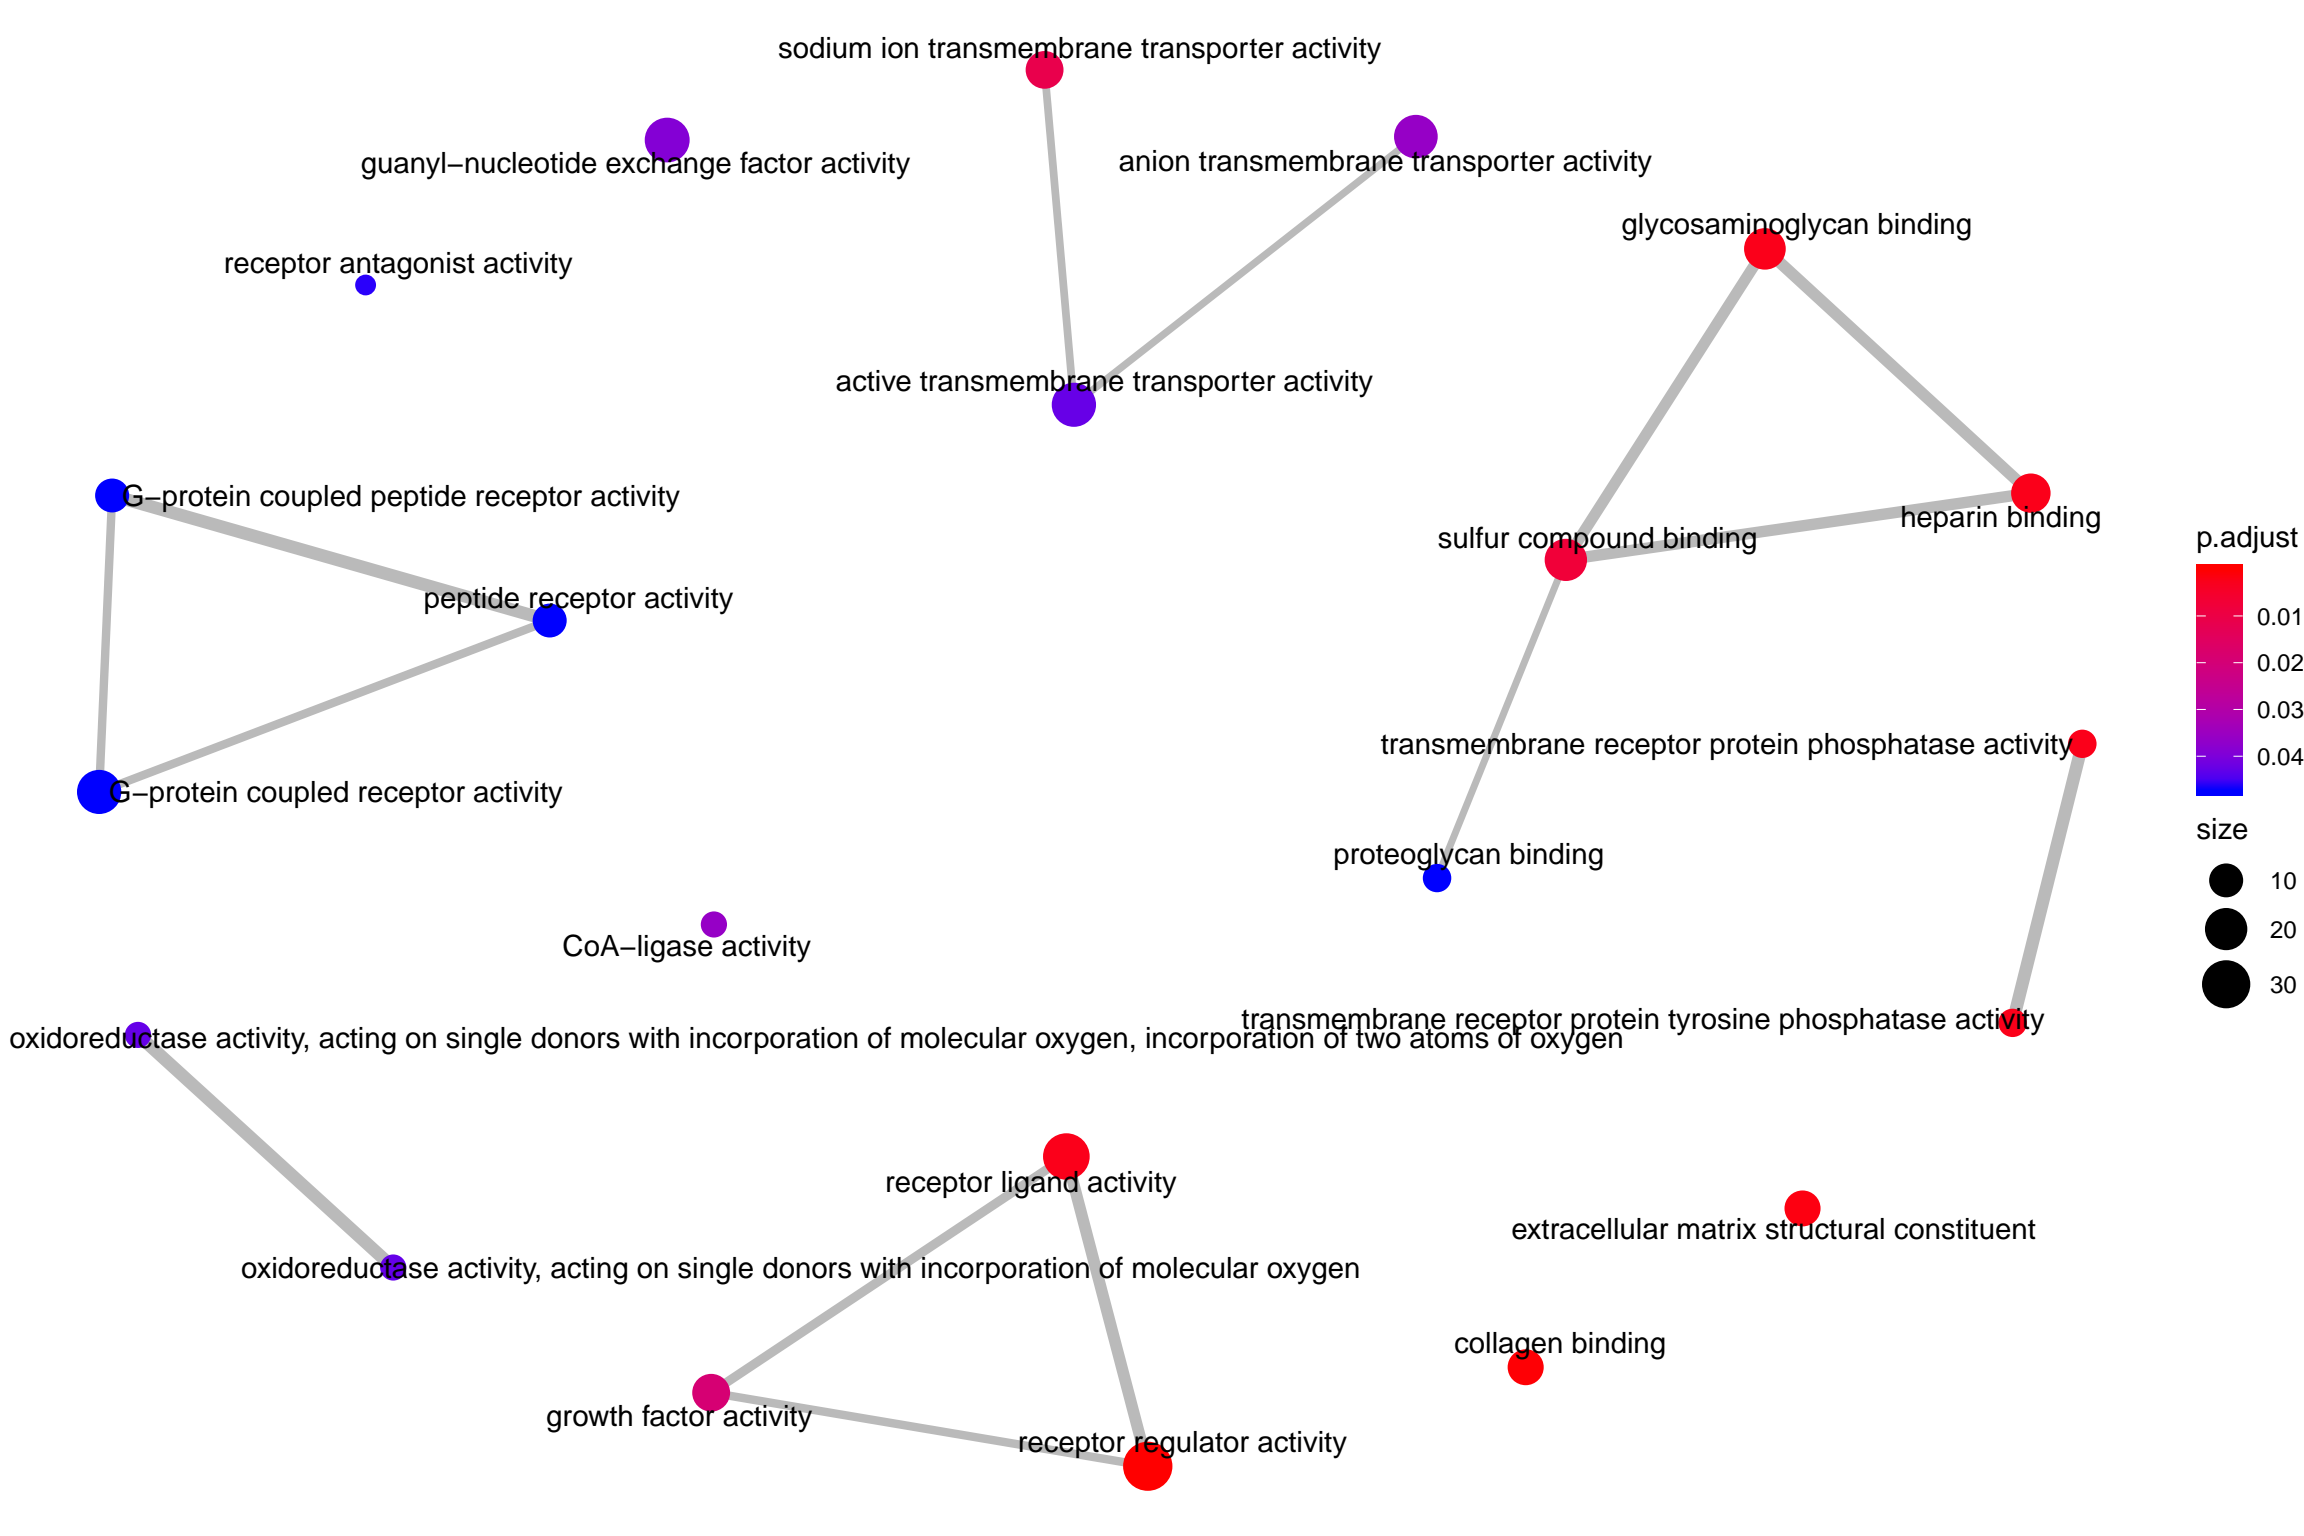 sodium ion transmembrane transporter activity
guanyl−nucleotide exchange factor activity
anion transmembrane transporter activity
glycosaminoglycan binding
receptor antagonist activity
active transmembrane transporter activity
G−protein coupled peptide receptor activity
heparin binding
sulfur compound binding
peptide receptor activity
transmembrane receptor protein phosphatase activity
G−protein coupled receptor activity
proteoglycan binding
CoA−ligase activity
transmembrane receptor protein tyrosine phosphatase activity
oxidoreductase activity, acting on single donors with incorporation of molecular oxygen, incorporation of two atoms of oxygen
receptor ligand activity
extracellular matrix structural constituent
oxidoreductase activity, acting on single donors with incorporation of molecular oxygen
collagen binding
growth factor activity
receptor regulator activity
p.adjust
0.01
0.02
0.03
0.04
size
10
20
30